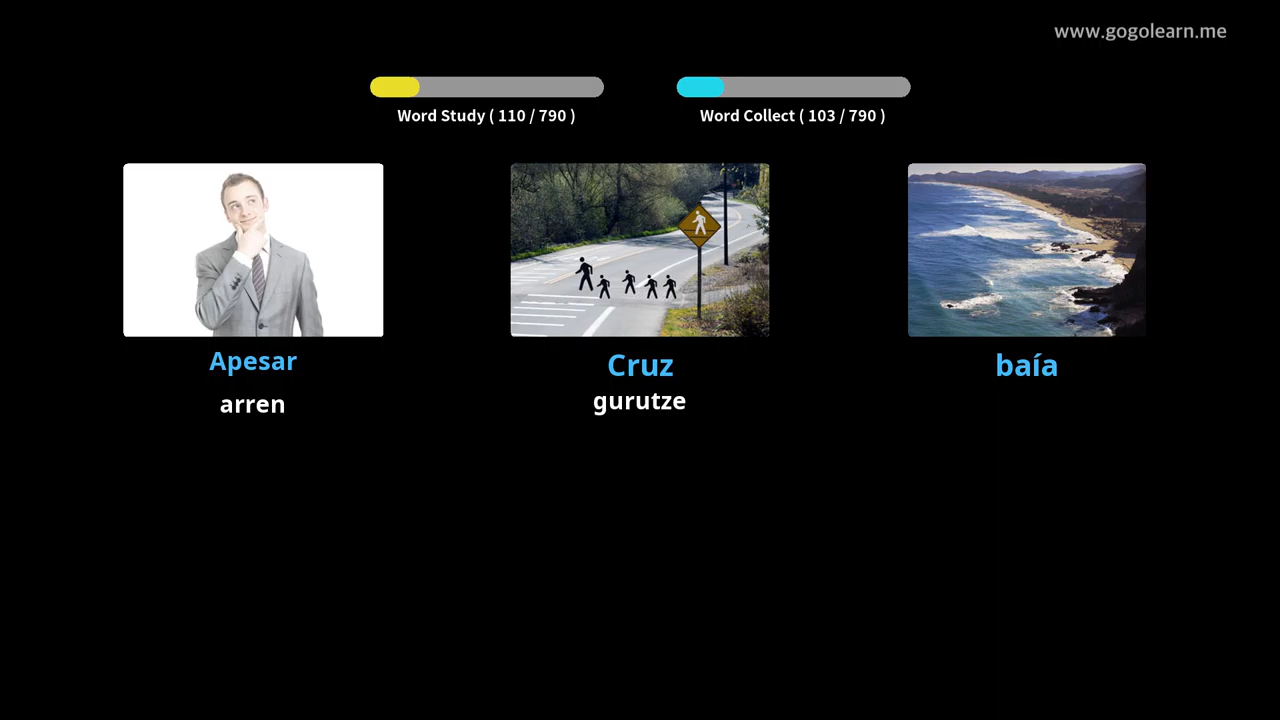 www.gogolearn.me
Word Study ( 110 / 790 )
Word Collect ( 103 / 790 )
Apesar
arren
Cruz
gurutze
baía